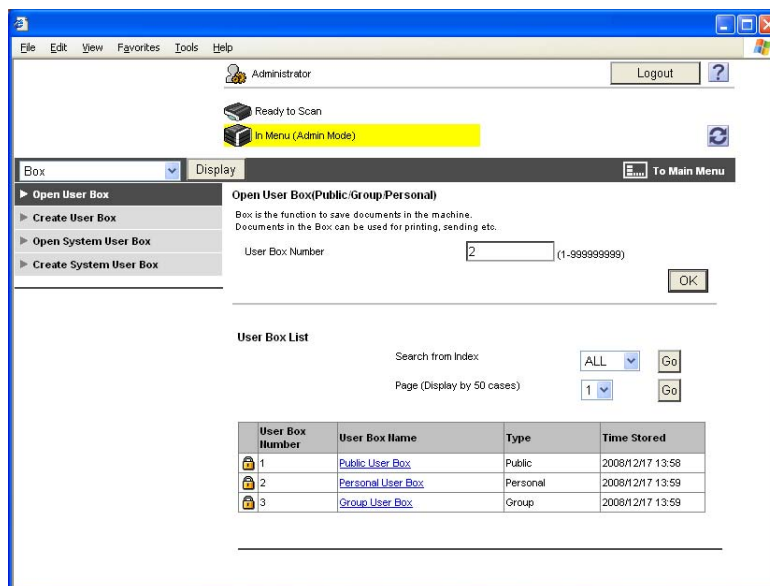 File Edit View Favorites Tools Help
Administrator
Logout
?
Ready to Scan
In Menu (Admin Mode)
Box
Display
To Main Menu
Open User Box
Create User Box
Open System User Box
Create System User Box
Open User Box(Public/Group/Personal)
Box is the function to save documents in the machine.
Documents in the Box can be used for printing, sending etc.
User Box Number 2 (1-999999999)
OK
User Box List
Search from Index ALL Go
Page (Display by 50 cases) 1 Go
User Box Number User Box Name Type Time Stored
1 Public User Box Public 2008/12/17 13:58
2 Personal User Box Personal 2008/12/17 13:59
3 Group User Box Group 2008/12/17 13:59